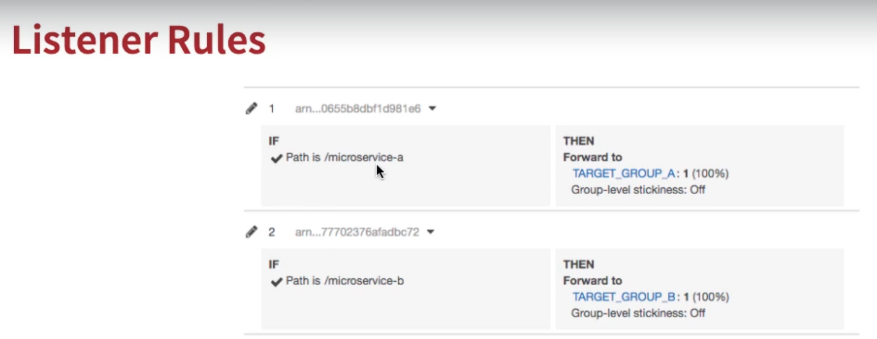 Listener Rules
1 arn...0655b8dbf1d981e6
IF
Path is /microservice-a
THEN
Forward to
TARGET_GROUP_A: 1 (100%)
Group-level stickiness: Off
2 arn...77702376afadbc72
IF
Path is /microservice-b
THEN
Forward to
TARGET_GROUP_B: 1 (100%)
Group-level stickiness: Off